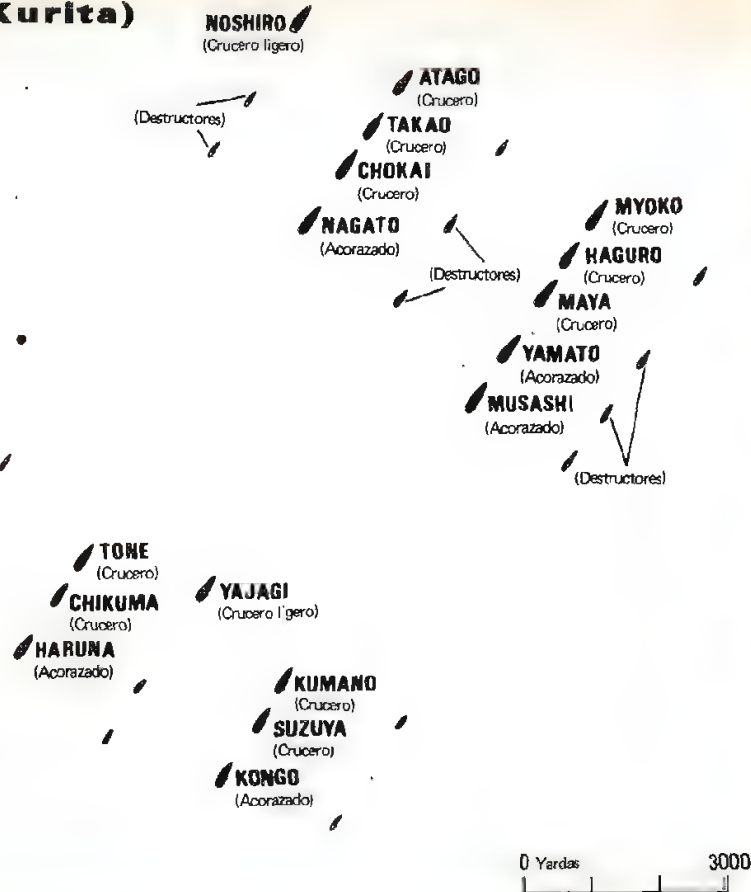 Kurita)
NOSHIRO
(Crucero ligero)
ATAGO
(Crucero)
(Destructores)
TAKAO
(Crucero)
CHOKAI
(Crucero)
NAGATO
(Acorazado)
(Destructores)
MYOKO
(Crucero)
HAGURO
(Crucero)
MAYA
(Crucero)
YAMATO
(Acorazado)
MUSASHI
(Acorazado)
(Destructores)
TONE
(Crucero)
CHIKUMA
(Crucero)
HARUNA
(Acorazado)
YAJAGI
(Crucero ligero)
KUMANO
(Crucero)
SUZUYA
(Crucero)
KONGO
(Acorazado)
0 Yardas 3000